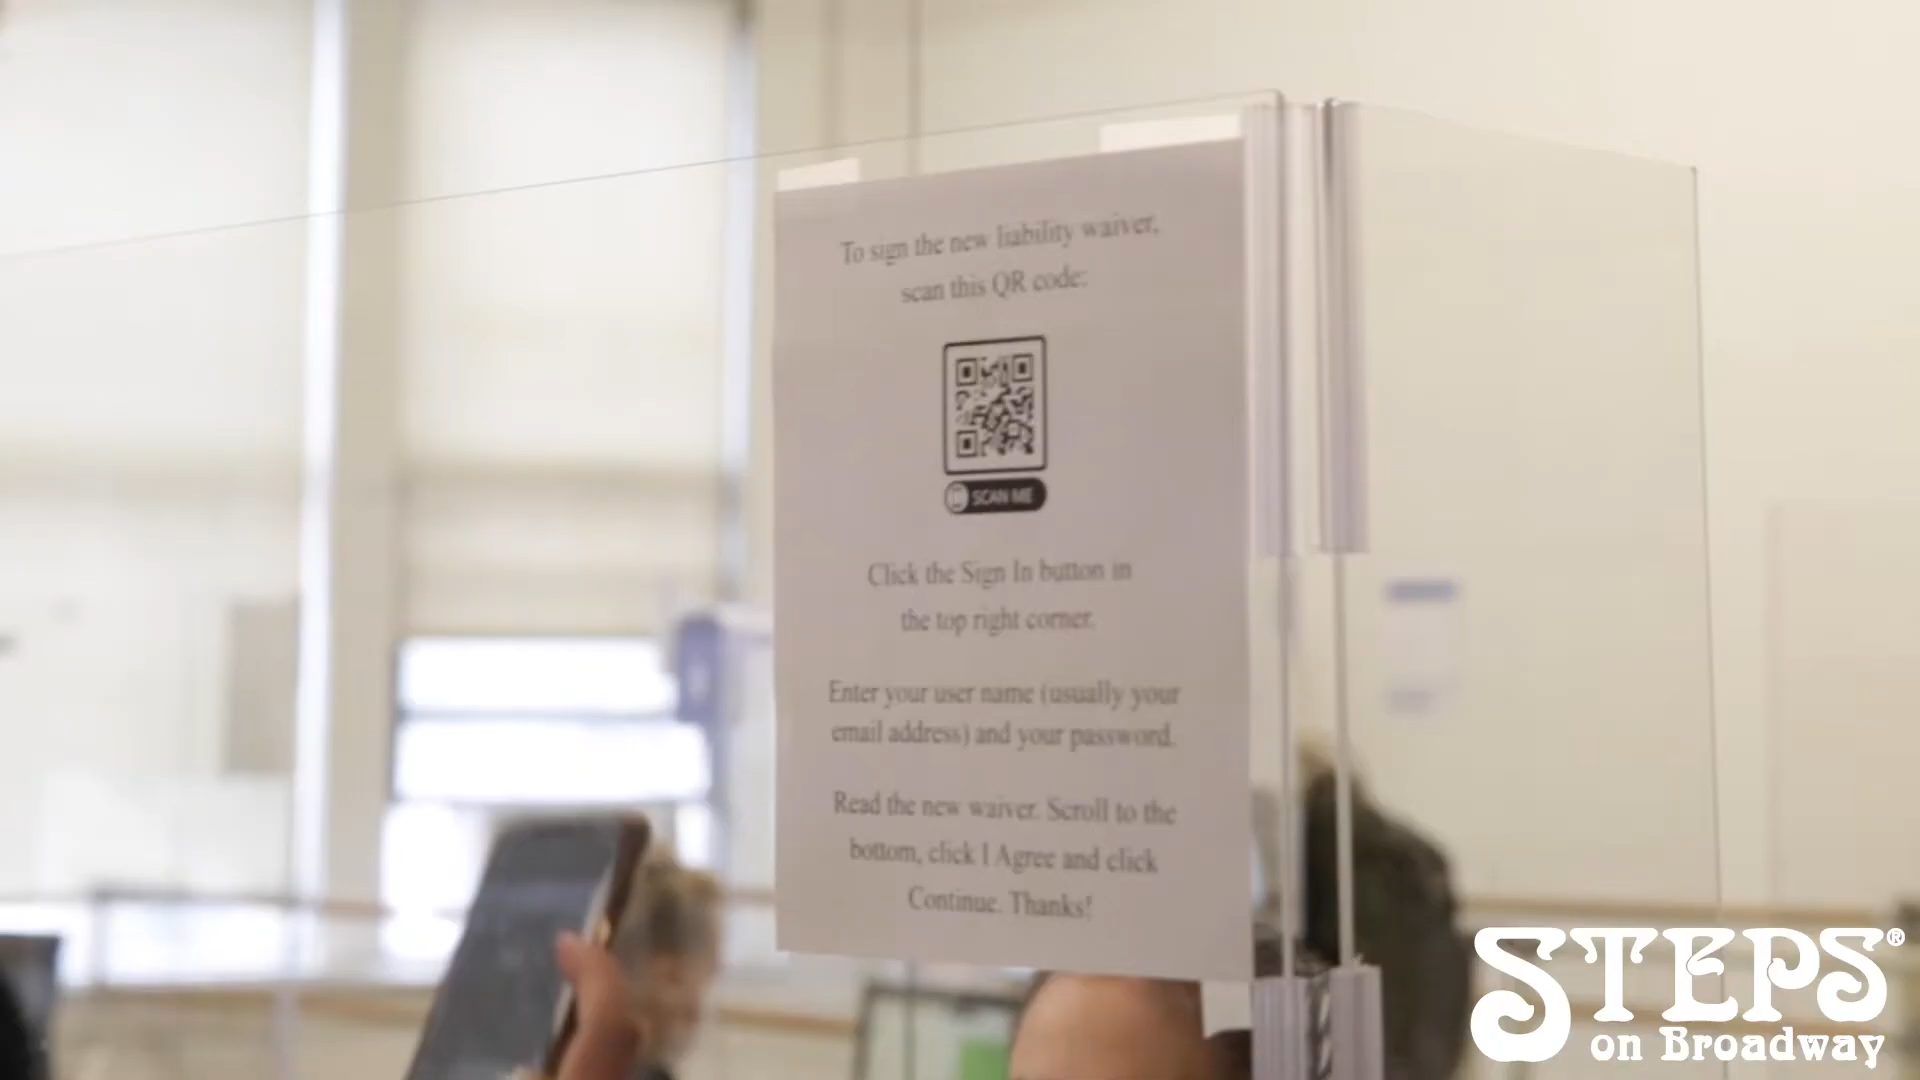 To sign the new liability waiver,
scan this QR code:
SCAN ME
Click the Sign In button in
the top right corner.
Enter your user name (usually your
email address) and your password.
Read the new waiver. Scroll to the
bottom, click I Agree and click
Continue. Thanks!
STEPS®
on Broadway